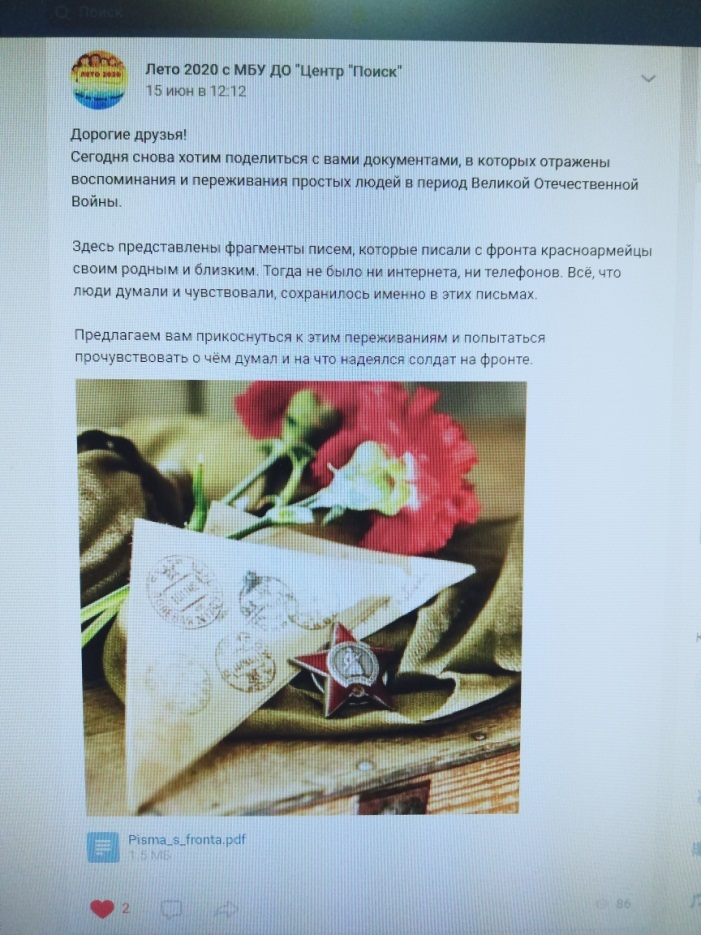 Поиск
Лето 2020 с МБУ ДО "Центр "Поиск"
15 июн в 12:12
ЛЕТО 2020
Дорогие друзья!
Сегодня снова хотим поделиться с вами документами, в которых отражены
воспоминания и переживания простых людей в период Великой Отечественной
Войны.
Здесь представлены фрагменты писем, которые писали с фронта красноармейцы
своим родным и близким. Тогда не было ни интернета, ни телефонов. Всё, что
люди думали и чувствовали, сохранилось именно в этих письмах.
Предлагаем вам прикоснуться к этим переживаниям и попытаться
прочувствовать о чём думал и на что надеялся солдат на фронте.
Pisma_s_fronta.pdf
1.5 МБ
2
86